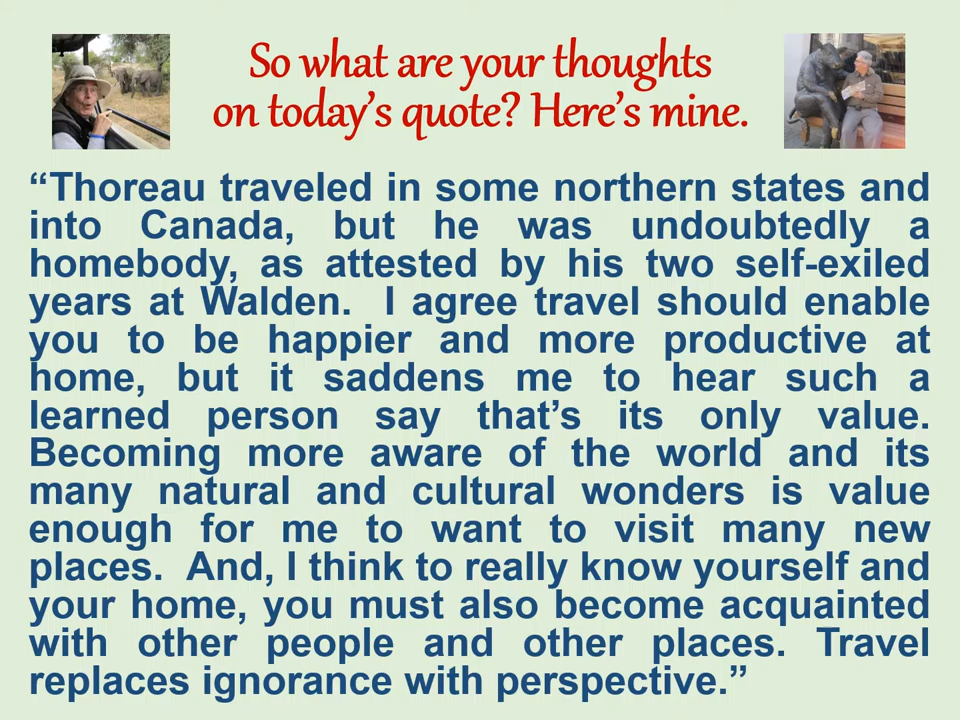 So what are your thoughts
on today’s quote? Here’s mine.
“Thoreau traveled in some northern states and
into Canada, but he was undoubtedly a
homebody, as attested by his two self-exiled
years at Walden.  I agree travel should enable
you to be happier and more productive at
home, but it saddens me to hear such a
learned person say that’s its only value.
Becoming more aware of the world and its
many natural and cultural wonders is value
enough for me to want to visit many new
places.  And, I think to really know yourself and
your home, you must also become acquainted
with other people and other places. Travel
replaces ignorance with perspective.”